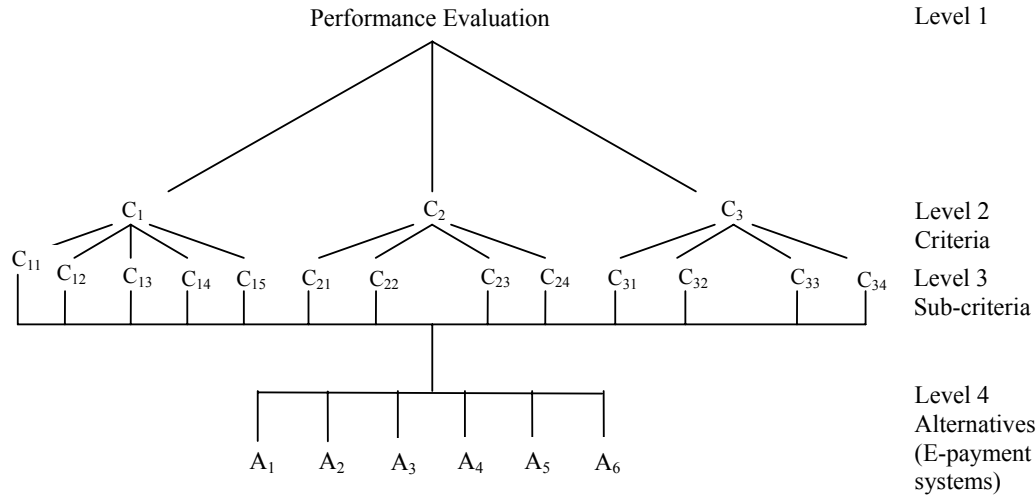 Performance Evaluation
Level 1
C₁ C₂ C₃
Level 2
Criteria
C₁₁ C₁₂ C₁₃ C₁₄ C₁₅ C₂₁ C₂₂ C₂₃ C₂₄ C₃₁ C₃₂ C₃₃ C₃₄
Level 3
Sub-criteria
A₁ A₂ A₃ A₄ A₅ A₆
Level 4
Alternatives
(E-payment
systems)